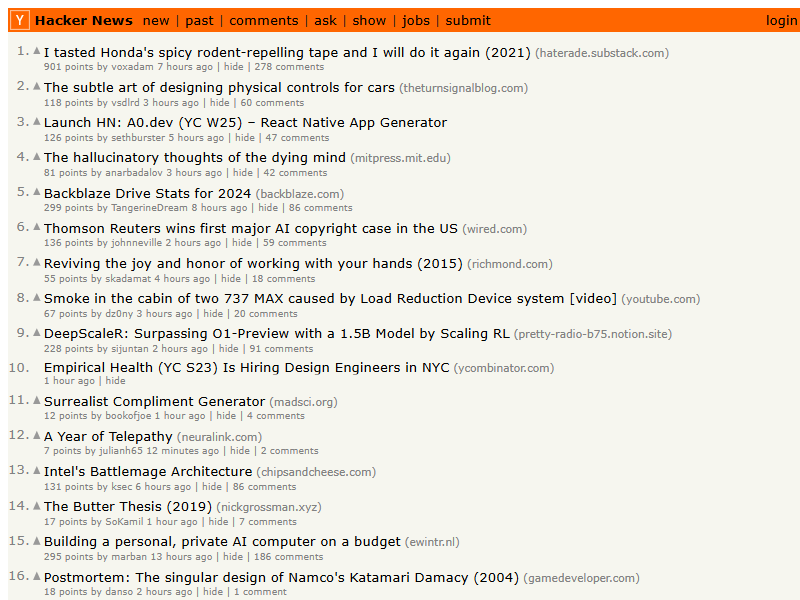 Y Hacker News new | past | comments | ask | show | jobs | submit login
1. I tasted Honda's spicy rodent-repelling tape and I will do it again (2021) (haterade.substack.com)
901 points by voxadam 7 hours ago | hide | 278 comments
2. The subtle art of designing physical controls for cars (theturnsignalblog.com)
118 points by vsdlrd 3 hours ago | hide | 60 comments
3. Launch HN: A0.dev (YC W25) – React Native App Generator
126 points by sethburster 5 hours ago | hide | 47 comments
4. The hallucinatory thoughts of the dying mind (mitpress.mit.edu)
81 points by anarbadalov 3 hours ago | hide | 42 comments
5. Backblaze Drive Stats for 2024 (backblaze.com)
299 points by TangerineDream 8 hours ago | hide | 86 comments
6. Thomson Reuters wins first major AI copyright case in the US (wired.com)
136 points by johnneville 2 hours ago | hide | 59 comments
7. Reviving the joy and honor of working with your hands (2015) (richmond.com)
55 points by skadamat 4 hours ago | hide | 18 comments
8. Smoke in the cabin of two 737 MAX caused by Load Reduction Device system [video] (youtube.com)
67 points by dz0ny 3 hours ago | hide | 20 comments
9. DeepScaleR: Surpassing O1-Preview with a 1.5B Model by Scaling RL (pretty-radio-b75.notion.site)
228 points by sijuntan 2 hours ago | hide | 91 comments
10. Empirical Health (YC S23) Is Hiring Design Engineers in NYC (ycombinator.com)
1 hour ago | hide
11. Surrealist Compliment Generator (madsci.org)
12 points by bookofjoe 1 hour ago | hide | 4 comments
12. A Year of Telepathy (neuralink.com)
7 points by julianh65 12 minutes ago | hide | 2 comments
13. Intel's Battlemage Architecture (chipsandcheese.com)
131 points by ksec 6 hours ago | hide | 86 comments
14. The Butter Thesis (2019) (nickgrossman.xyz)
17 points by SoKamil 1 hour ago | hide | 7 comments
15. Building a personal, private AI computer on a budget (ewintr.nl)
295 points by marban 13 hours ago | hide | 186 comments
16. Postmortem: The singular design of Namco's Katamari Damacy (2004) (gamedeveloper.com)
18 points by danso 2 hours ago | hide | 1 comment